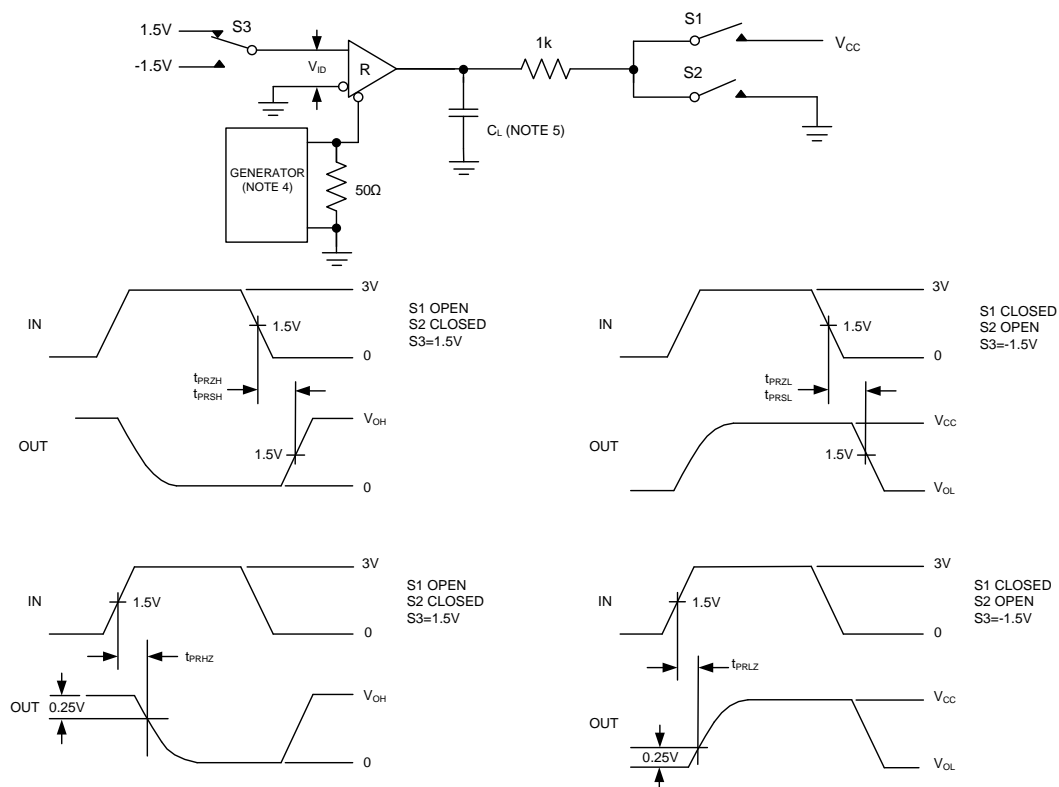 1.5V
S3
-1.5V
V_ID
R
1k
S1
V_CC
S2
C_L (NOTE 5)
GENERATOR
(NOTE 4)
50Ω
IN
3V
1.5V
0
S1 OPEN
S2 CLOSED
S3=1.5V
t_PRZH
t_PRSH
OUT
V_OH
1.5V
0
IN
3V
1.5V
0
S1 CLOSED
S2 OPEN
S3=-1.5V
t_PRZL
t_PRSL
OUT
V_CC
1.5V
V_OL
IN
3V
1.5V
0
S1 OPEN
S2 CLOSED
S3=1.5V
t_PRHZ
OUT
0.25V
V_OH
0
IN
3V
1.5V
0
S1 CLOSED
S2 OPEN
S3=-1.5V
t_PRLZ
OUT
0.25V
V_CC
V_OL